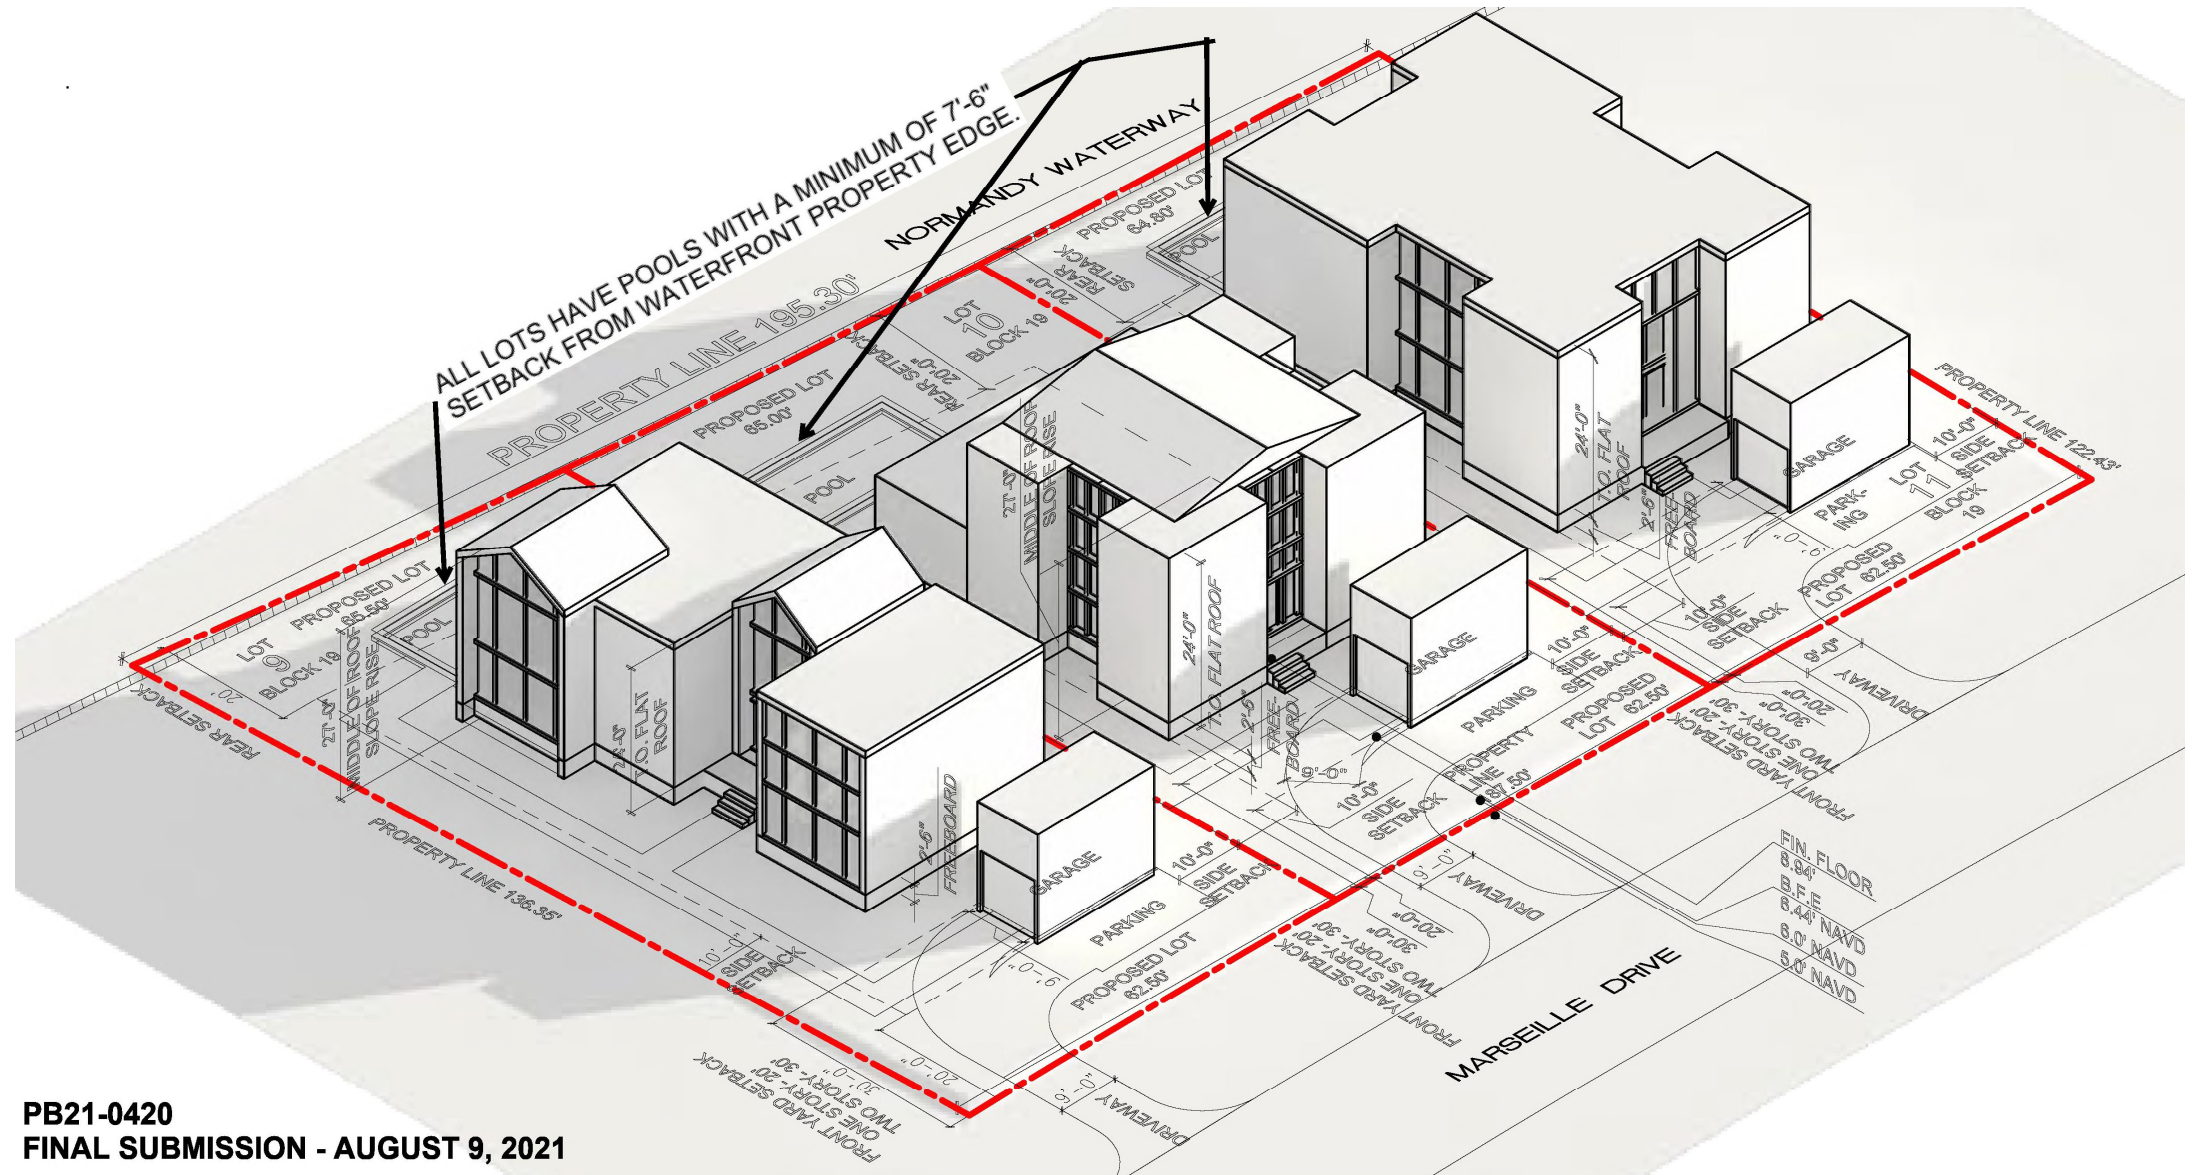 ALL LOTS HAVE POOLS WITH A MINIMUM OF 7'-6"
SETBACK FROM WATERFRONT PROPERTY EDGE.
NORMANDY WATERWAY
PROPERTY LINE 195.30'
PROPOSED LOT
64.80'
REAR
SETBACK
20'-0"
POOL
LOT
10
BLOCK 19
REAR SETBACK
20'-0"
PROPOSED LOT
65.00'
POOL
PROPOSED LOT
65.50'
POOL
LOT
9
BLOCK 19
20'
REAR SETBACK
27'-0"
MIDDLE OF ROOF
SLOPE RISE
T.O. FLAT
ROOF
PROPERTY LINE 136.35'
27'-0"
MIDDLE OF ROOF
SLOPE RISE
24'-0"
T.O. FLAT ROOF
24'-0"
T.O. FLAT
ROOF
2'-6"
FREE-
BOARD
GARAGE
PARK-
ING
LOT
11
BLOCK
19
10'-0"
SIDE
SETBACK
PROPERTY LINE 122.43'
9'-0"
PROPOSED
LOT 62.50'
10'-0"
SIDE
SETBACK
9'-0"
DRIVEWAY
20'-0"
30'-0"
TWO STORY- 30'
ONE STORY- 20'
FRONT YARD SETBACK
GARAGE
PARKING
10'-0"
SIDE
SETBACK
PROPOSED
LOT 62.50'
PROPERTY
LINE
187.50'
2'-6"
FREE-
BOARD
9'-0"
10'-0"
SIDE
SETBACK
9'-0"
DRIVEWAY
20'-0"
30'-0"
TWO STORY- 30'
ONE STORY- 20'
FRONT YARD SETBACK
2'-6"
FREEBOARD
GARAGE
PARKING
10'-0"
SIDE
SETBACK
PROPOSED LOT
62.50'
9'-0"
10'-0"
SIDE
SETBACK
20'-0"
30'-0"
TWO STORY- 30'
ONE STORY- 20'
FRONT YARD SETBACK
9'-0"
DRIVEWAY
FIN. FLOOR
8.94'
B.F.E
6.44' NAVD
6.0' NAVD
5.0' NAVD
MARSEILLE DRIVE
PB21-0420
FINAL SUBMISSION - AUGUST 9, 2021